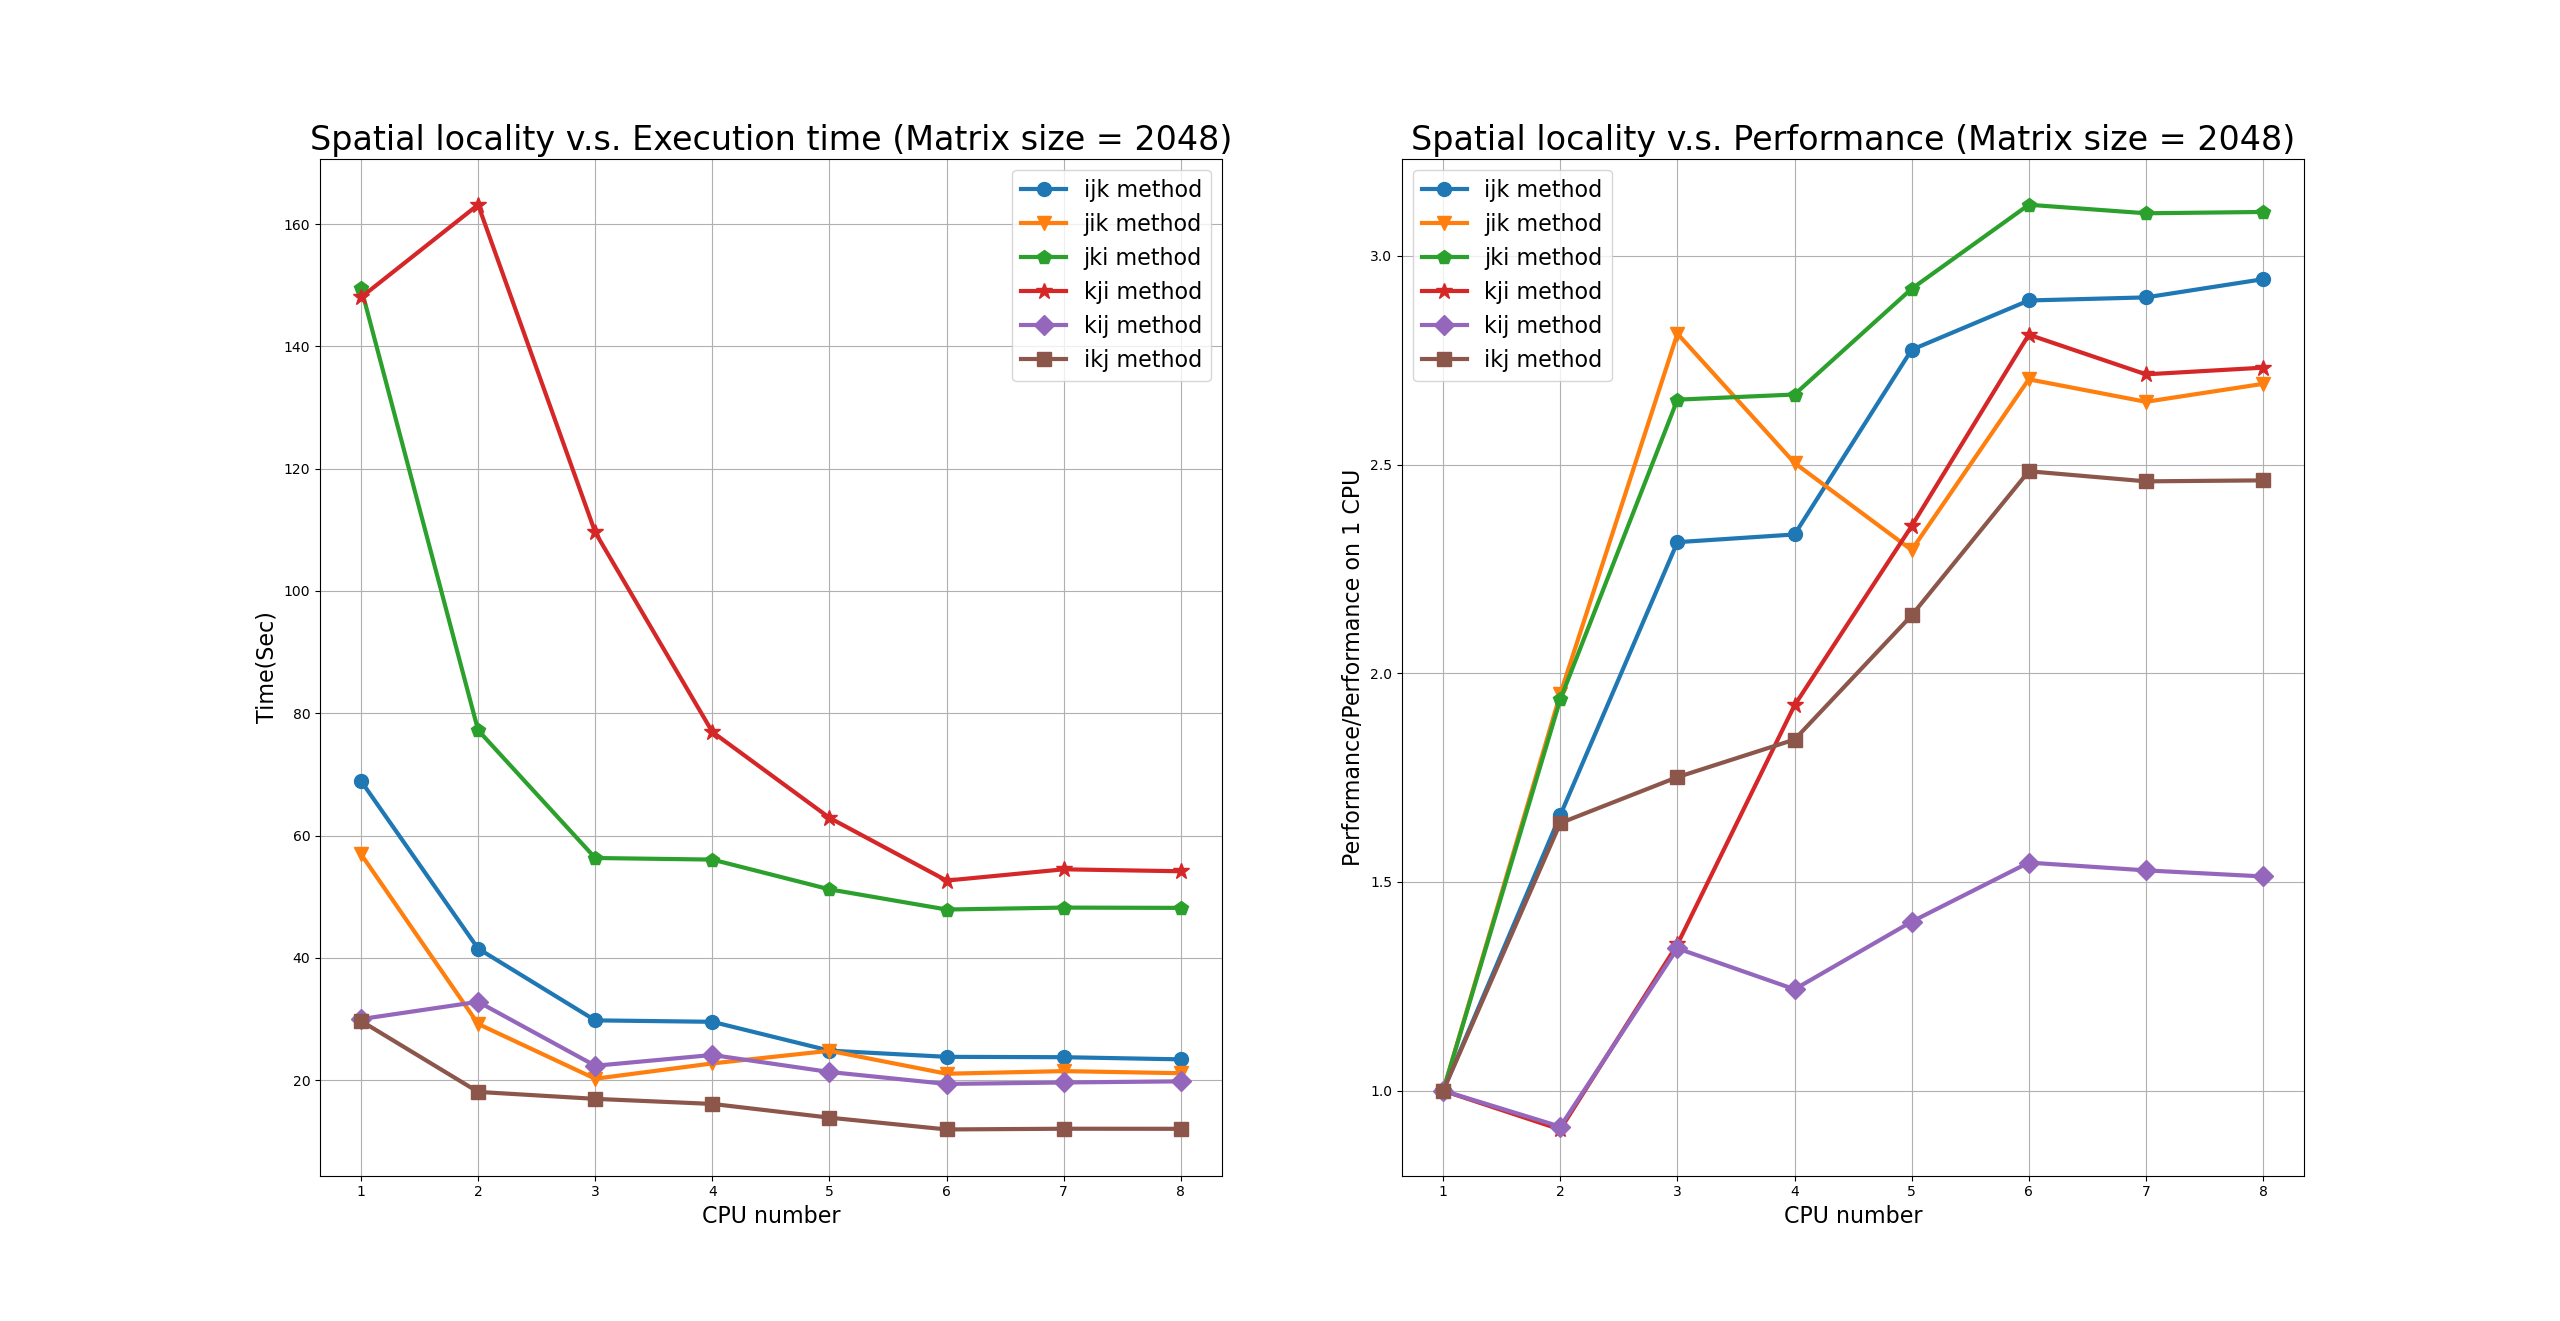 Spatial locality v.s. Execution time (Matrix size = 2048)
ijk method
jik method
jki method
kji method
kij method
ikj method
Time(Sec)
160
140
120
100
80
60
40
20
1 2 3 4 5 6 7 8
CPU number
Spatial locality v.s. Performance (Matrix size = 2048)
ijk method
jik method
jki method
kji method
kij method
ikj method
Performance/Performance on 1 CPU
3.0
2.5
2.0
1.5
1.0
1 2 3 4 5 6 7 8
CPU number